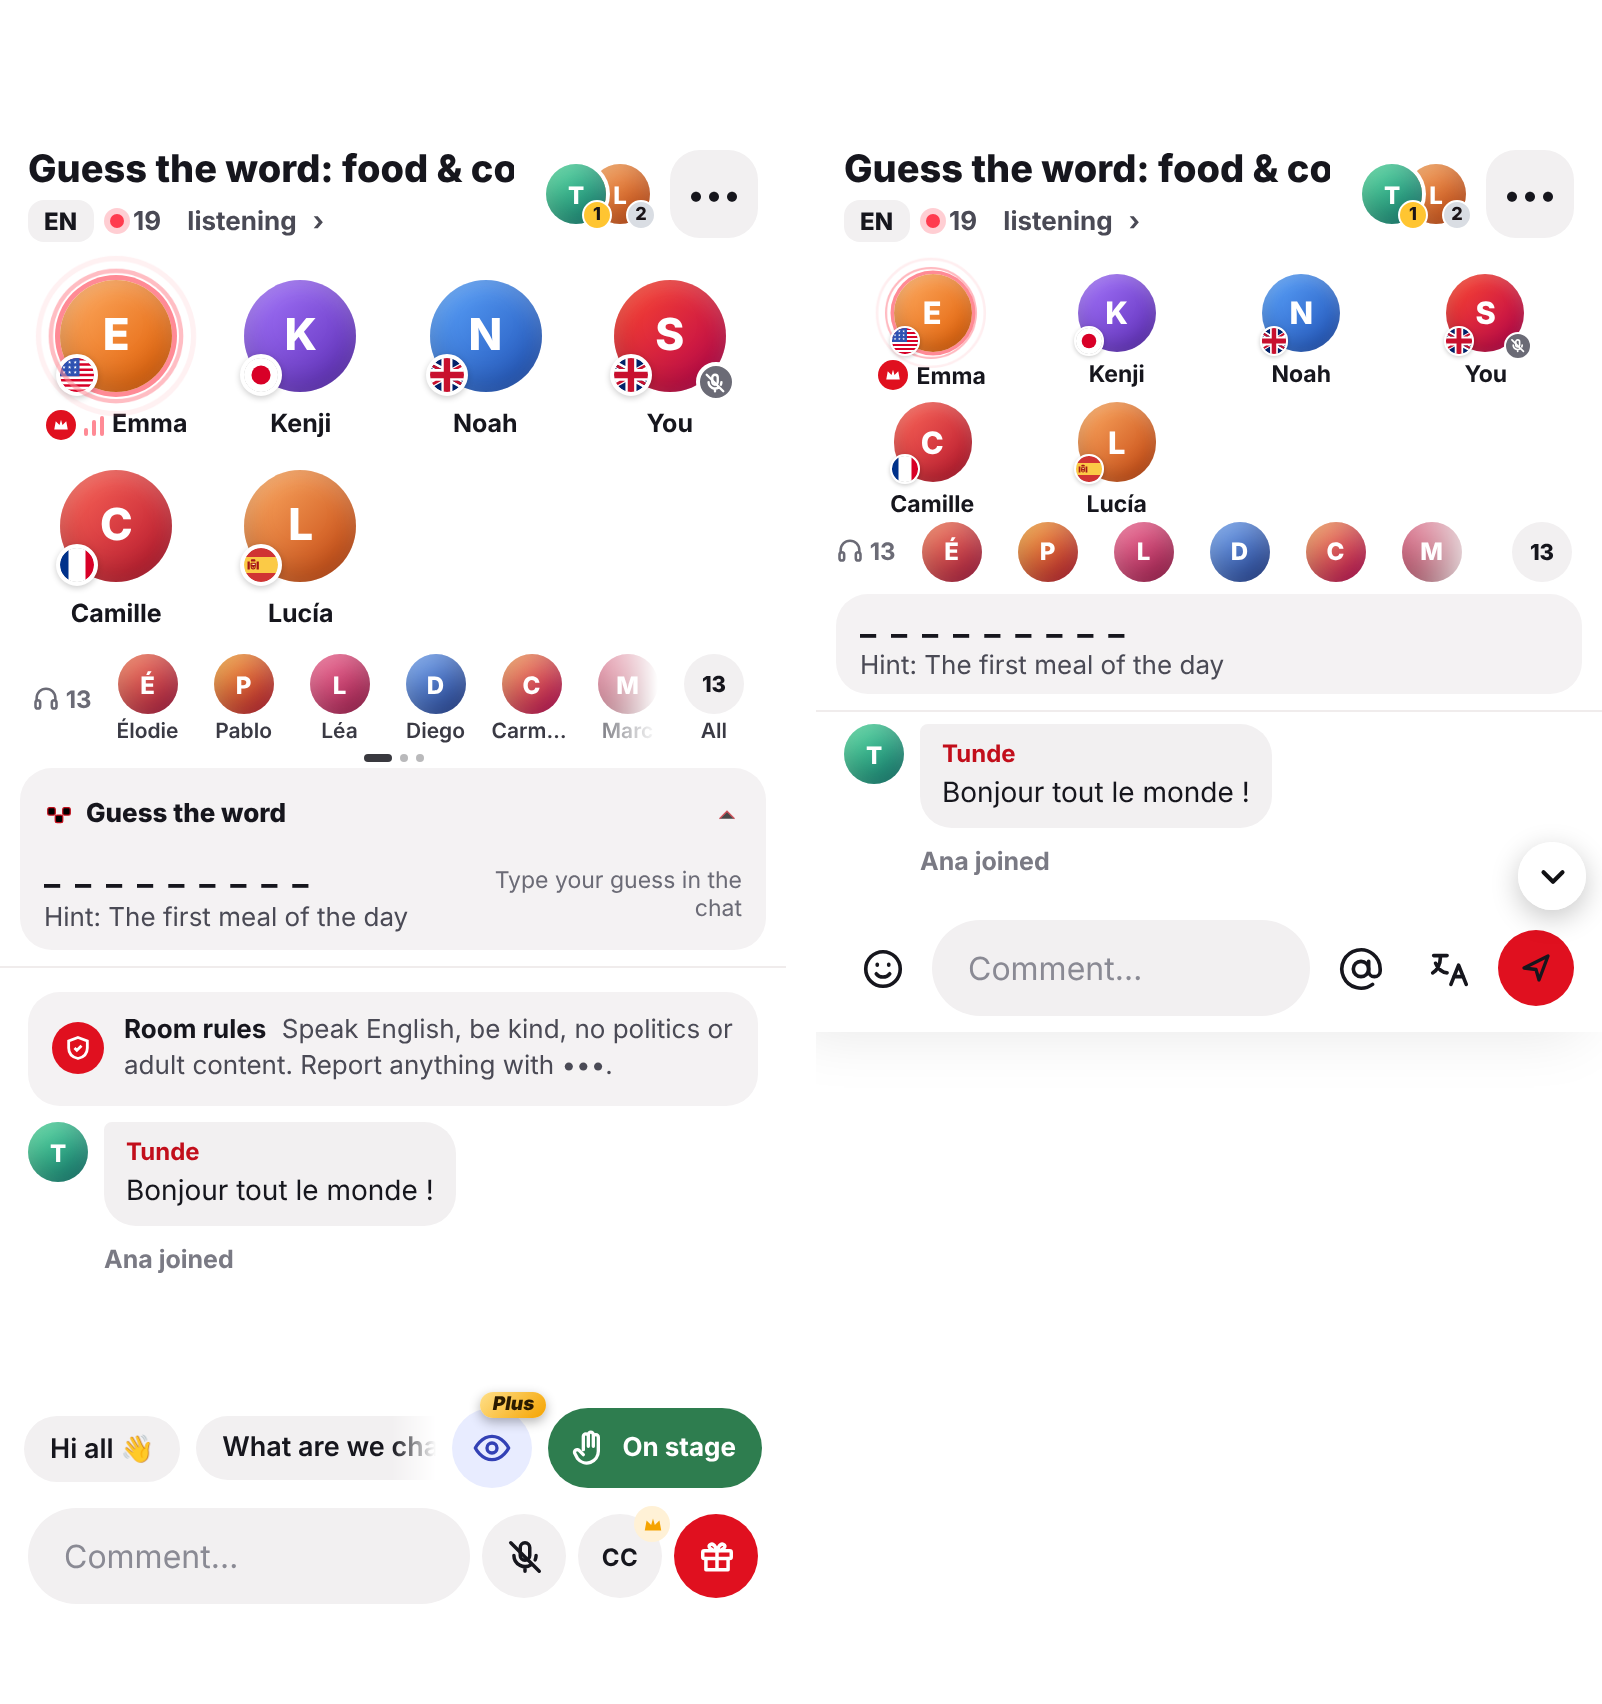 Guess the word: food & co
T
1
L
2
EN
19
listening ›
E
K
N
S
Emma
Kenji
Noah
You
C
L
Camille
Lucía
13
É
P
L
D
C
M
13
Élodie
Pablo
Léa
Diego
Carm...
Marc
All
Guess the word
_ _ _ _ _ _ _ _ _
Type your guess in the
chat
Hint: The first meal of the day
Room rules Speak English, be kind, no politics or
adult content. Report anything with •••.
T
Tunde
Bonjour tout le monde !
Ana joined
Plus
Hi all 👋
What are we cha
On stage
Comment...
CC
Guess the word: food & co
T
1
L
2
EN
19
listening ›
E
K
N
S
Emma
Kenji
Noah
You
C
L
Camille
Lucía
13
É
P
L
D
C
M
13
_ _ _ _ _ _ _ _ _
Hint: The first meal of the day
T
Tunde
Bonjour tout le monde !
Ana joined
Comment...